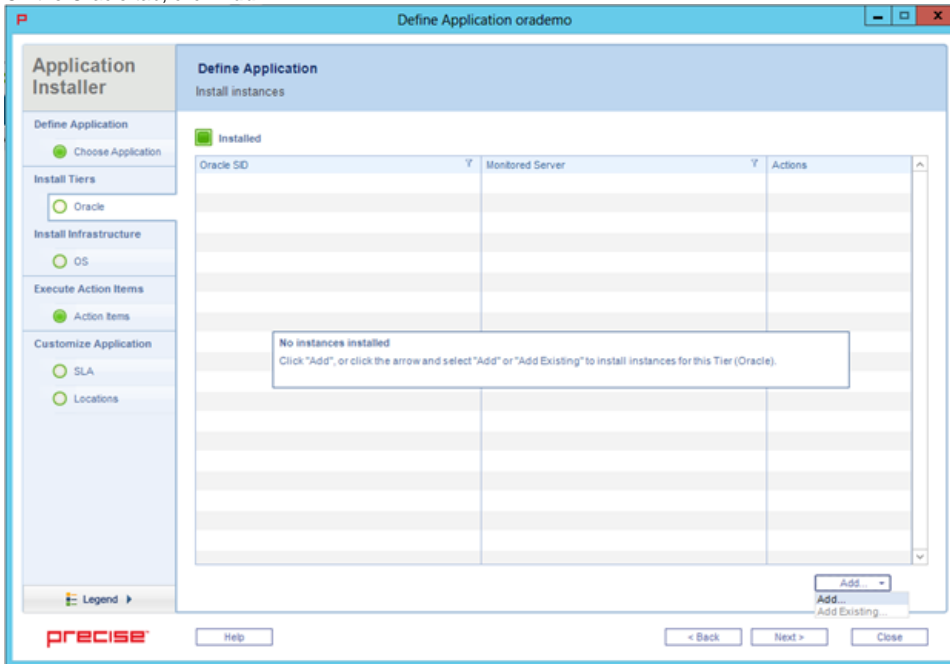 Define Application orademo
Application
Installer
Define Application
Install instances
Define Application
Choose Application
Install Tiers
Oracle
Install Infrastructure
OS
Execute Action Items
Action Items
Customize Application
SLA
Locations
Installed
Oracle SID
Monitored Server
Actions
No instances installed
Click "Add", or click the arrow and select "Add" or "Add Existing" to install instances for this Tier (Oracle).
Add...
Add...
Add Existing...
Legend
precise
Help
< Back
Next >
Close